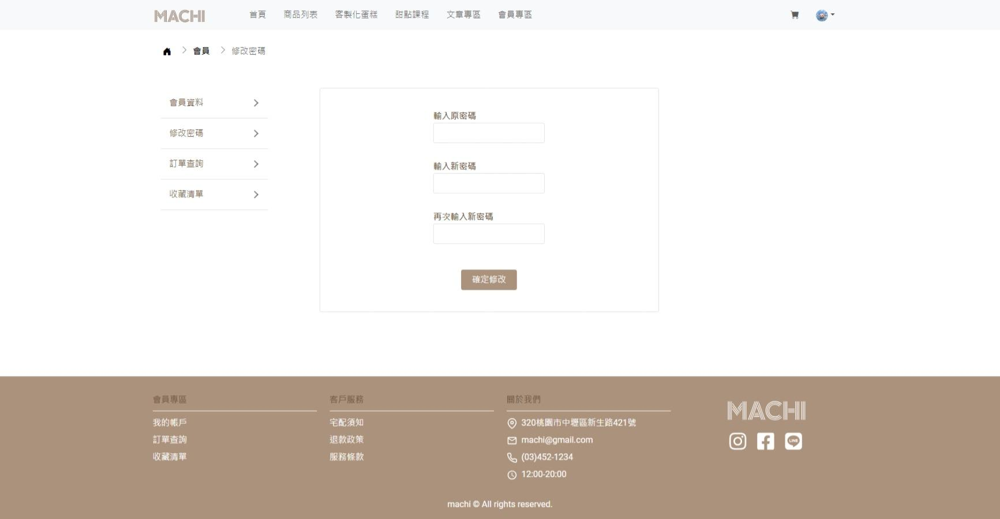 MACHI 首頁 商品列表 客製化蛋糕 甜點課程 文章專區 會員專區
會員 修改密碼
會員資料
修改密碼
訂單查詢
收藏清單
輸入原密碼
輸入新密碼
再次輸入新密碼
確定修改
會員專區
我的帳戶
訂單查詢
收藏清單
客戶服務
宅配須知
退款政策
服務條款
關於我們
320桃園市中壢區新生路421號
machi@gmail.com
(03)452-1234
12:00-20:00
MACHI
LINE
machi © All rights reserved.